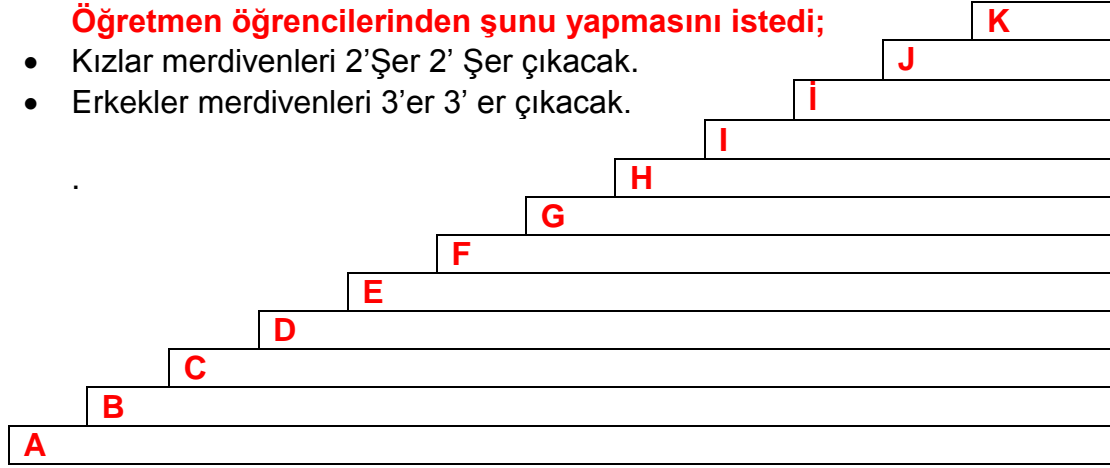 Öğretmen öğrencilerinden şunu yapmasını istedi;
• Kızlar merdivenleri 2’Şer 2’ Şer çıkacak.
• Erkekler merdivenleri 3’er 3’ er çıkacak.
.
K
J
İ
I
H
G
F
E
D
C
B
A